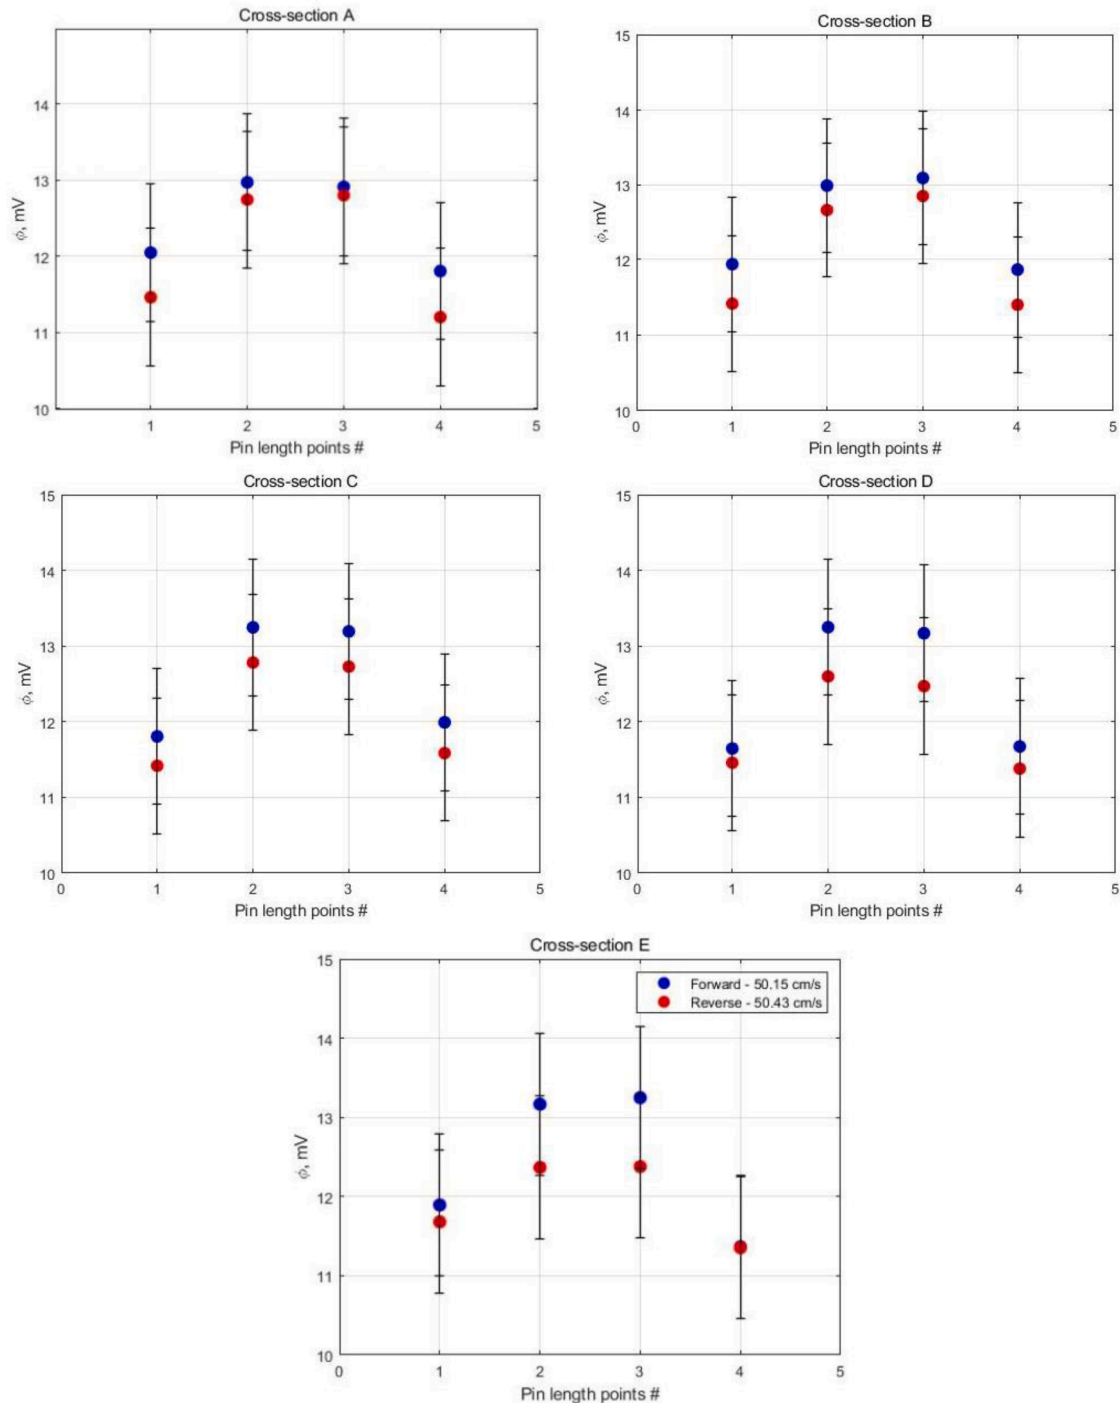 Cross-section A
14
13
12
11
10
ϕ, mV
1 2 3 4 5
Pin length points #
Cross-section B
15
14
13
12
11
10
ϕ, mV
0 1 2 3 4 5
Pin length points #
Cross-section C
15
14
13
12
11
10
ϕ, mV
0 1 2 3 4 5
Pin length points #
Cross-section D
15
14
13
12
11
10
ϕ, mV
0 1 2 3 4 5
Pin length points #
Cross-section E
15
14
13
12
11
10
ϕ, mV
Forward - 50.15 cm/s
Reverse - 50.43 cm/s
0 1 2 3 4 5
Pin length points #